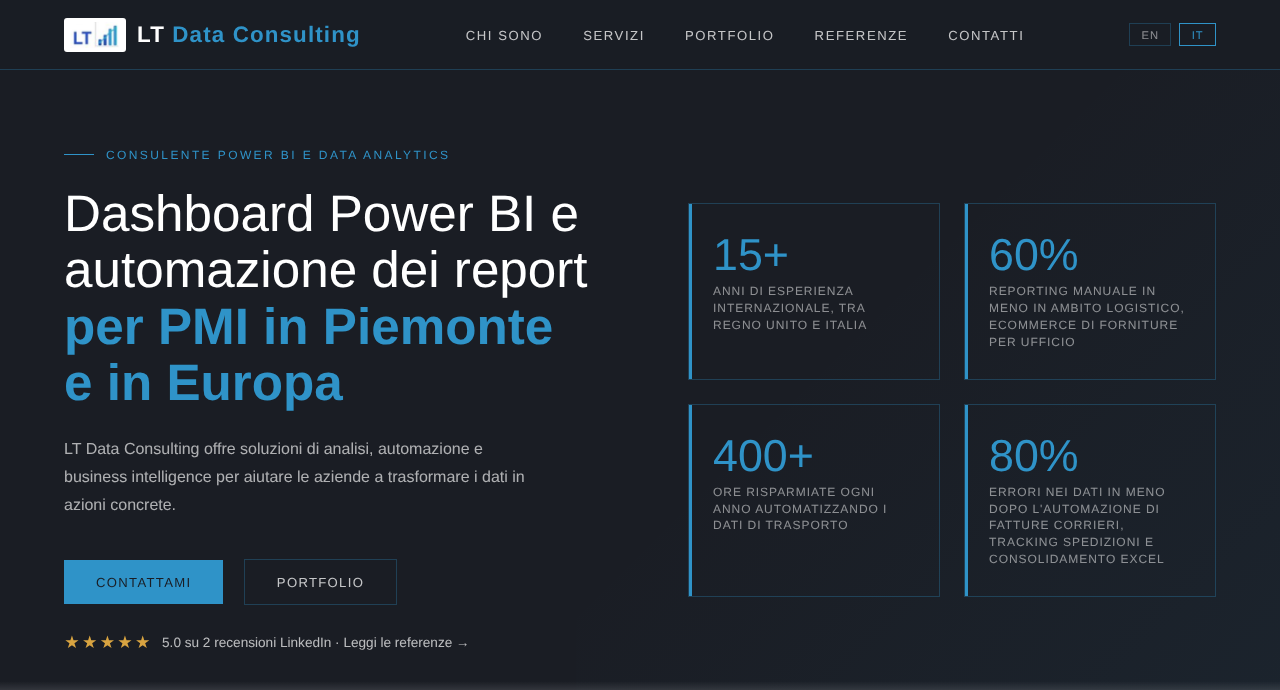 LT LT Data Consulting CHI SONO SERVIZI PORTFOLIO REFERENZE CONTATTI EN IT
CONSULENTE POWER BI E DATA ANALYTICS
Dashboard Power BI e
automazione dei report
per PMI in Piemonte
e in Europa
LT Data Consulting offre soluzioni di analisi, automazione e
business intelligence per aiutare le aziende a trasformare i dati in
azioni concrete.
CONTATTAMI PORTFOLIO
★★★★★ 5.0 su 2 recensioni LinkedIn · Leggi le referenze →
15+
ANNI DI ESPERIENZA
INTERNAZIONALE, TRA
REGNO UNITO E ITALIA
60%
REPORTING MANUALE IN
MENO IN AMBITO LOGISTICO,
ECOMMERCE DI FORNITURE
PER UFFICIO
400+
ORE RISPARMIATE OGNI
ANNO AUTOMATIZZANDO I
DATI DI TRASPORTO
80%
ERRORI NEI DATI IN MENO
DOPO L'AUTOMAZIONE DI
FATTURE CORRIERI,
TRACKING SPEDIZIONI E
CONSOLIDAMENTO EXCEL